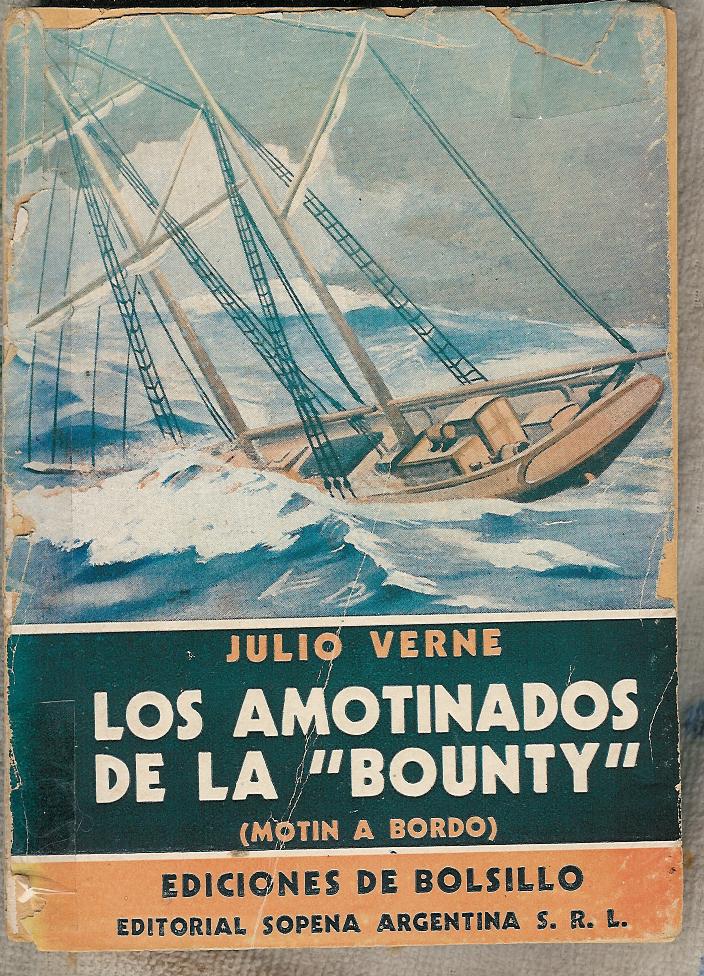 JULIO VERNE
LOS AMOTINADOS
DE LA "BOUNTY"
(MOTIN A BORDO)
EDICIONES DE BOLSILLO
EDITORIAL SOPENA ARGENTINA S. R. L.